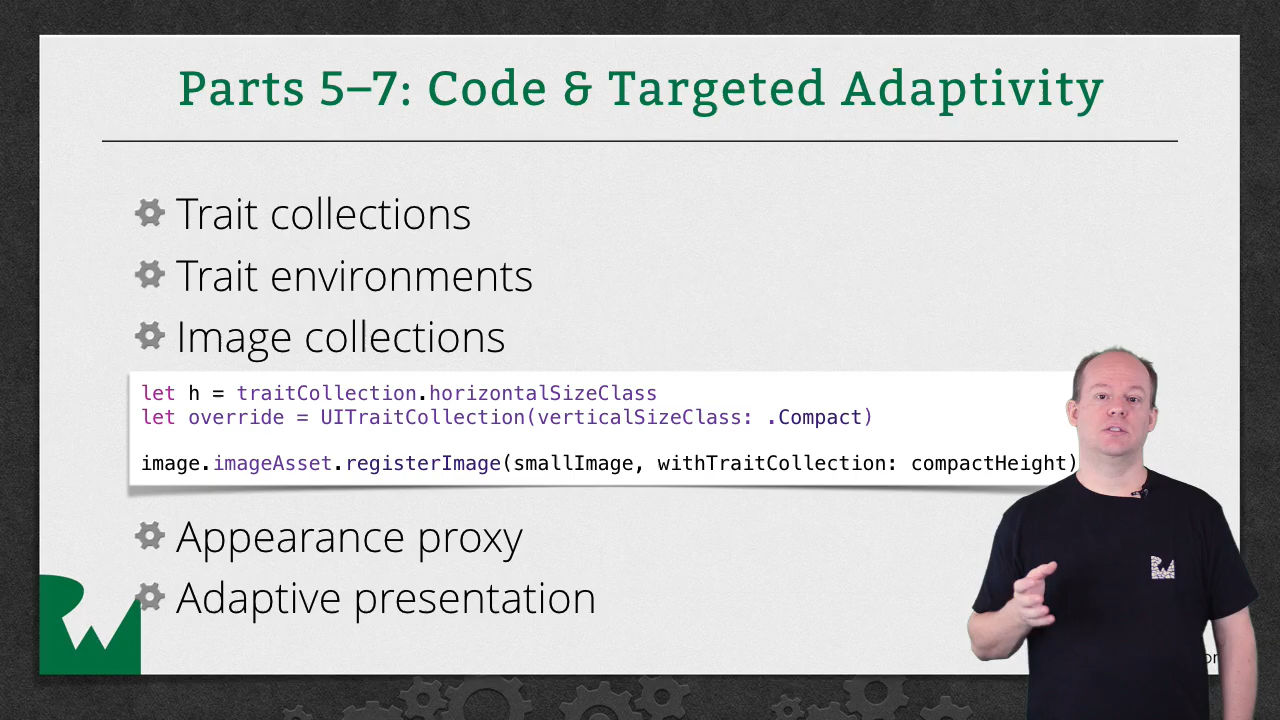 Parts 5–7: Code & Targeted Adaptivity
Trait collections
Trait environments
Image collections
let h = traitCollection.horizontalSizeClass
let override = UITraitCollection(verticalSizeClass: .Compact)
image.imageAsset.registerImage(smallImage, withTraitCollection: compactHeight)
Appearance proxy
Adaptive presentation